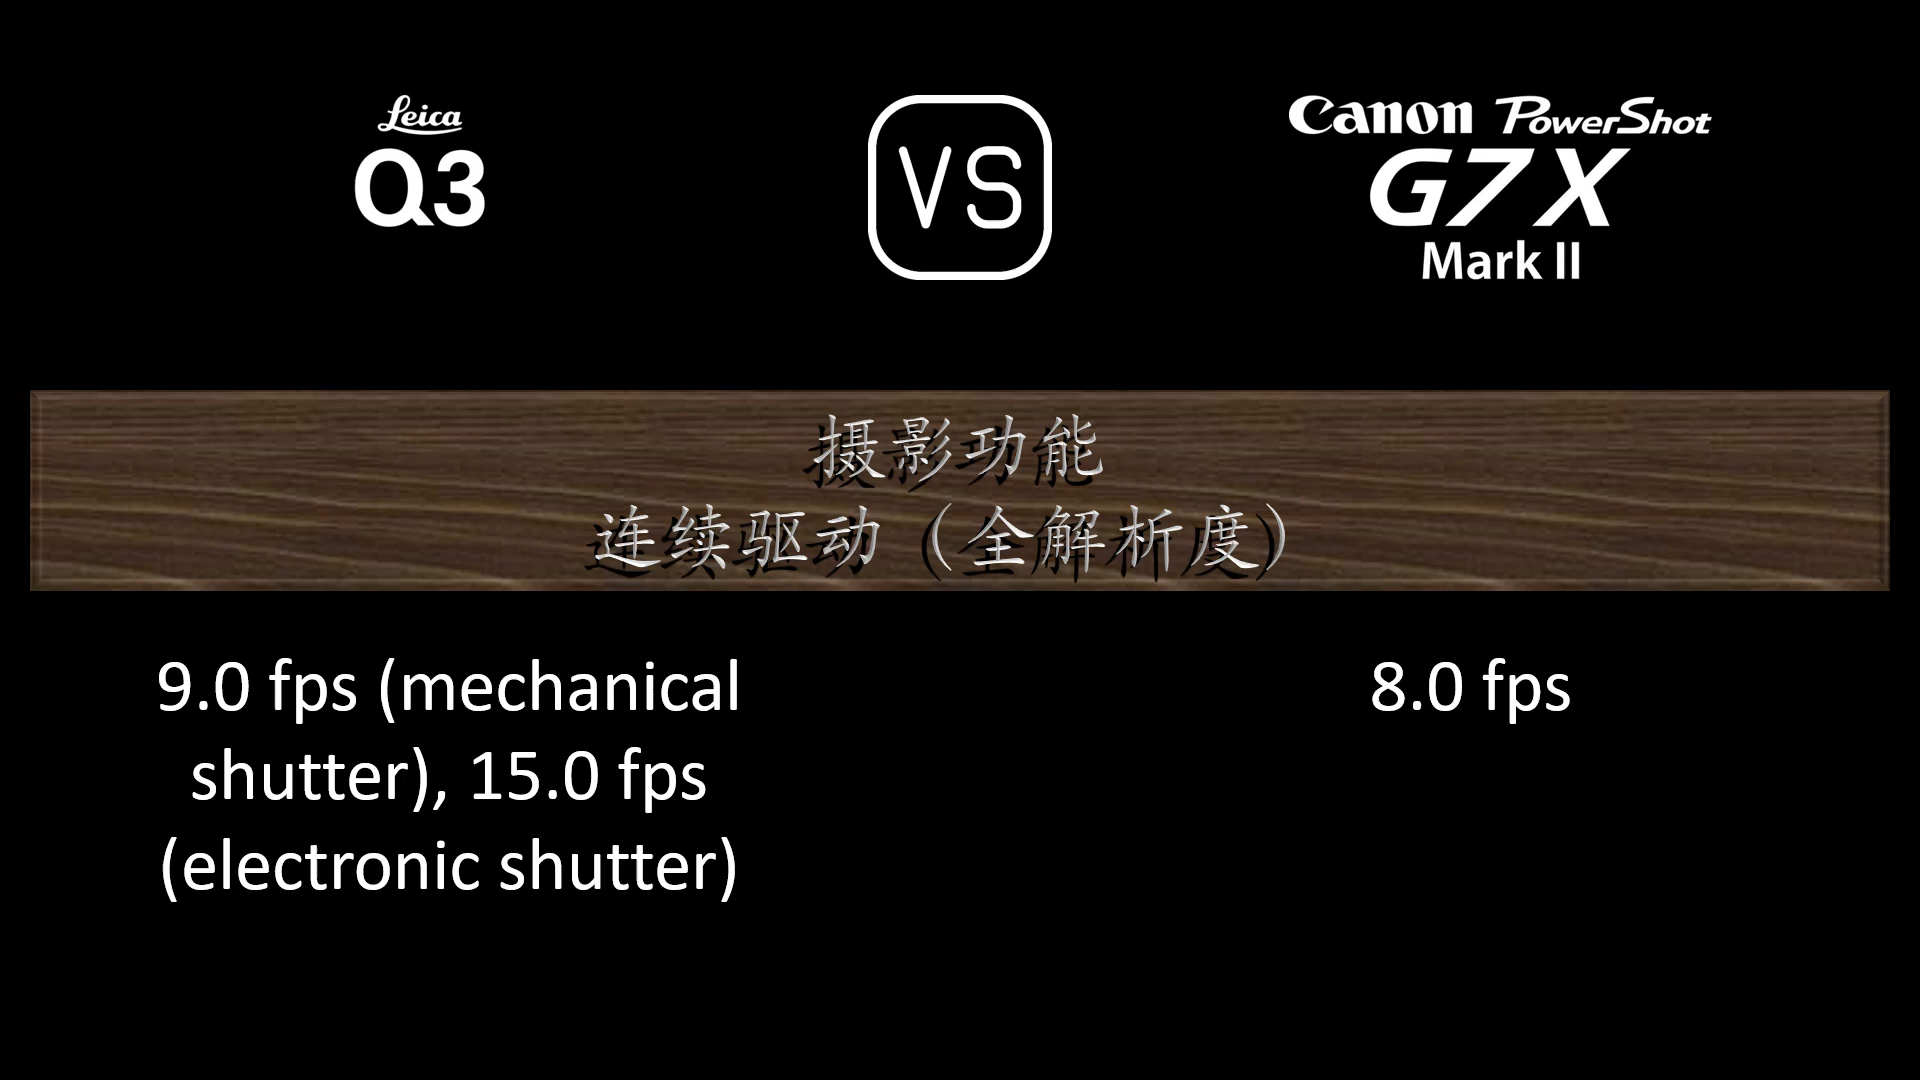 Leica
Q3
VS
Canon PowerShot
G7 X
Mark II
摄影功能
连续驱动（全解析度）
9.0 fps (mechanical
shutter), 15.0 fps
(electronic shutter)
8.0 fps